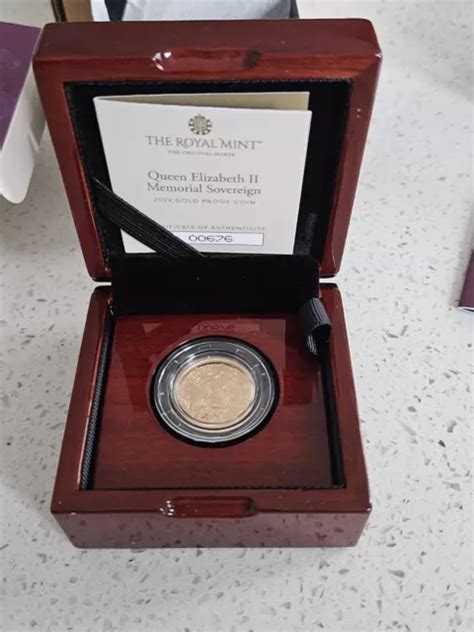 THE ROYAL MINT
THE ORIGINAL MAKER
Queen Elizabeth II
Memorial Sovereign
2022 GOLD PROOF COIN
CERTIFICATE OF AUTHENTICITY
00676